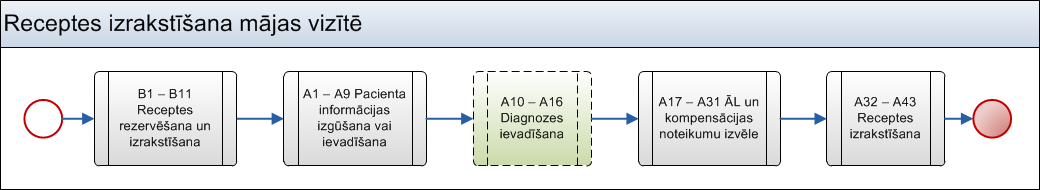 Receptes izrakstīšana mājas vizītē
B1 – B11
Receptes
rezervēšana un
izrakstīšana
A1 – A9 Pacienta
informācijas
izgūšana vai
ievadīšana
A10 – A16
Diagnozes
ievadīšana
A17 – A31 ĀL un
kompensācijas
noteikumu izvēle
A32 – A43
Receptes
izrakstīšana